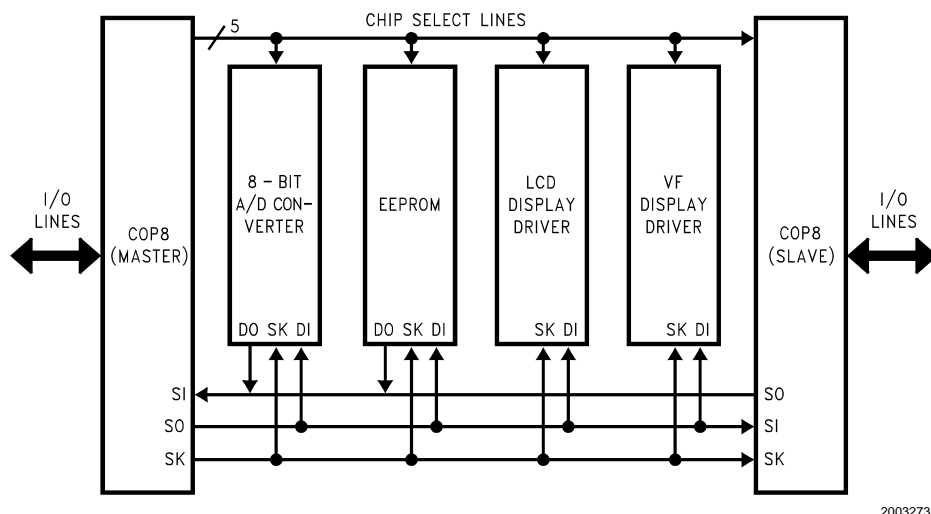 CHIP SELECT LINES
5
I/O
LINES
COP8
(MASTER)
8 – BIT
A/D CON-
VERTER
DO SK DI
EEPROM
DO SK DI
LCD
DISPLAY
DRIVER
SK DI
VF
DISPLAY
DRIVER
SK DI
COP8
(SLAVE)
I/O
LINES
SI
SO
SK
SO
SI
SK
2003273